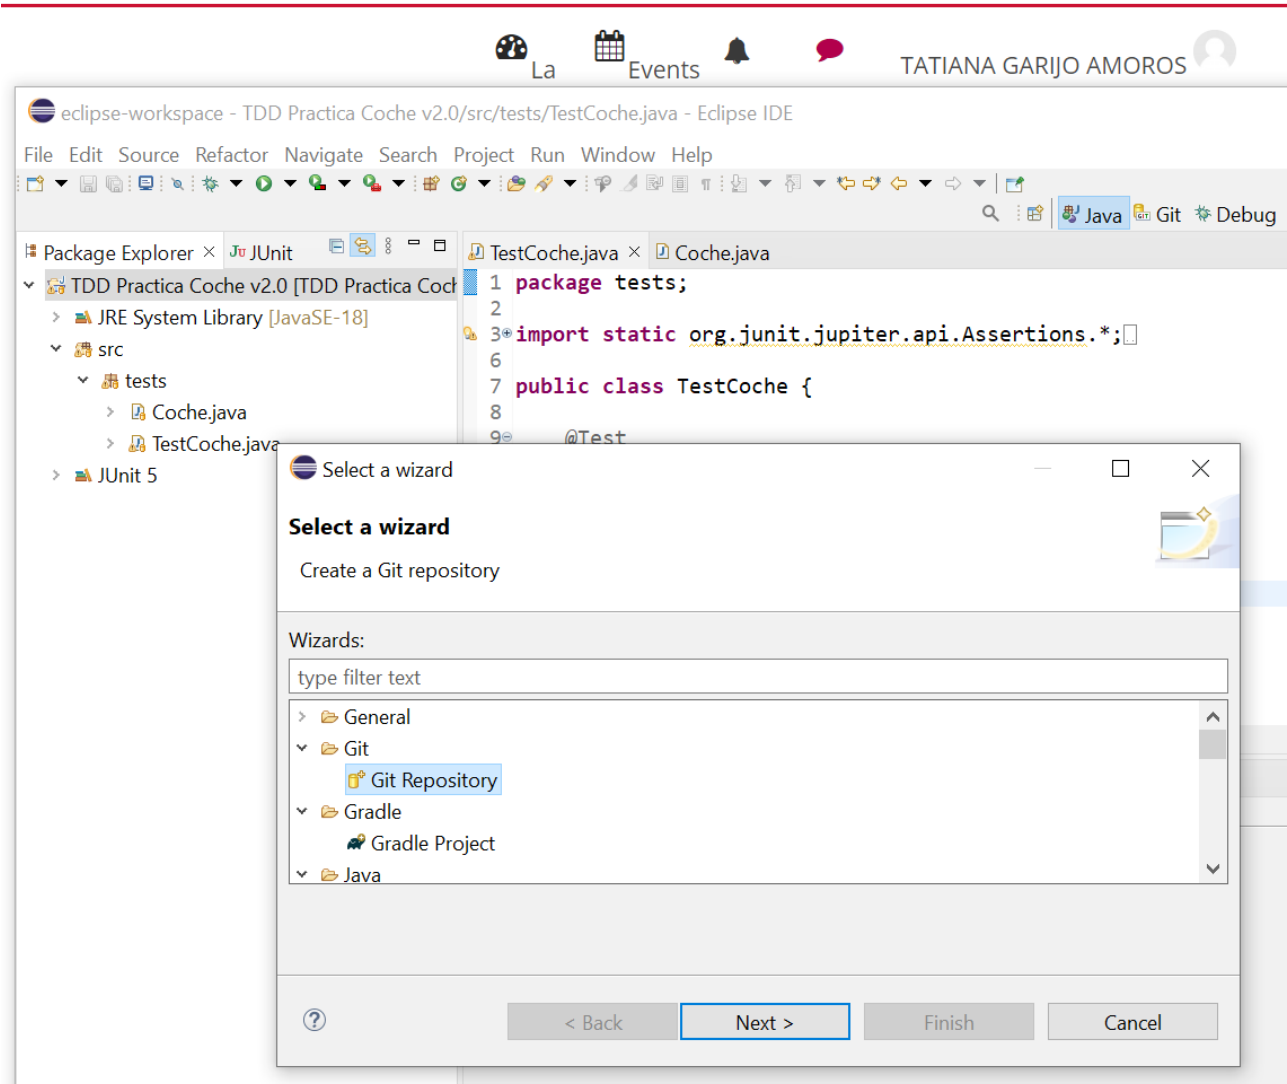 La Events TATIANA GARIJO AMOROS
eclipse-workspace - TDD Practica Coche v2.0/src/tests/TestCoche.java - Eclipse IDE
File Edit Source Refactor Navigate Search Project Run Window Help
Java Git Debug
Package Explorer JUnit
TestCoche.java Coche.java
TDD Practica Coche v2.0 [TDD Practica Coch
JRE System Library [JavaSE-18]
src
tests
Coche.java
TestCoche.java
JUnit 5
1 package tests;
2
3 import static org.junit.jupiter.api.Assertions.*;
6
7 public class TestCoche {
8
9 @Test
Select a wizard
Select a wizard
Create a Git repository
Wizards:
type filter text
General
Git
Git Repository
Gradle
Gradle Project
Java
? < Back Next > Finish Cancel